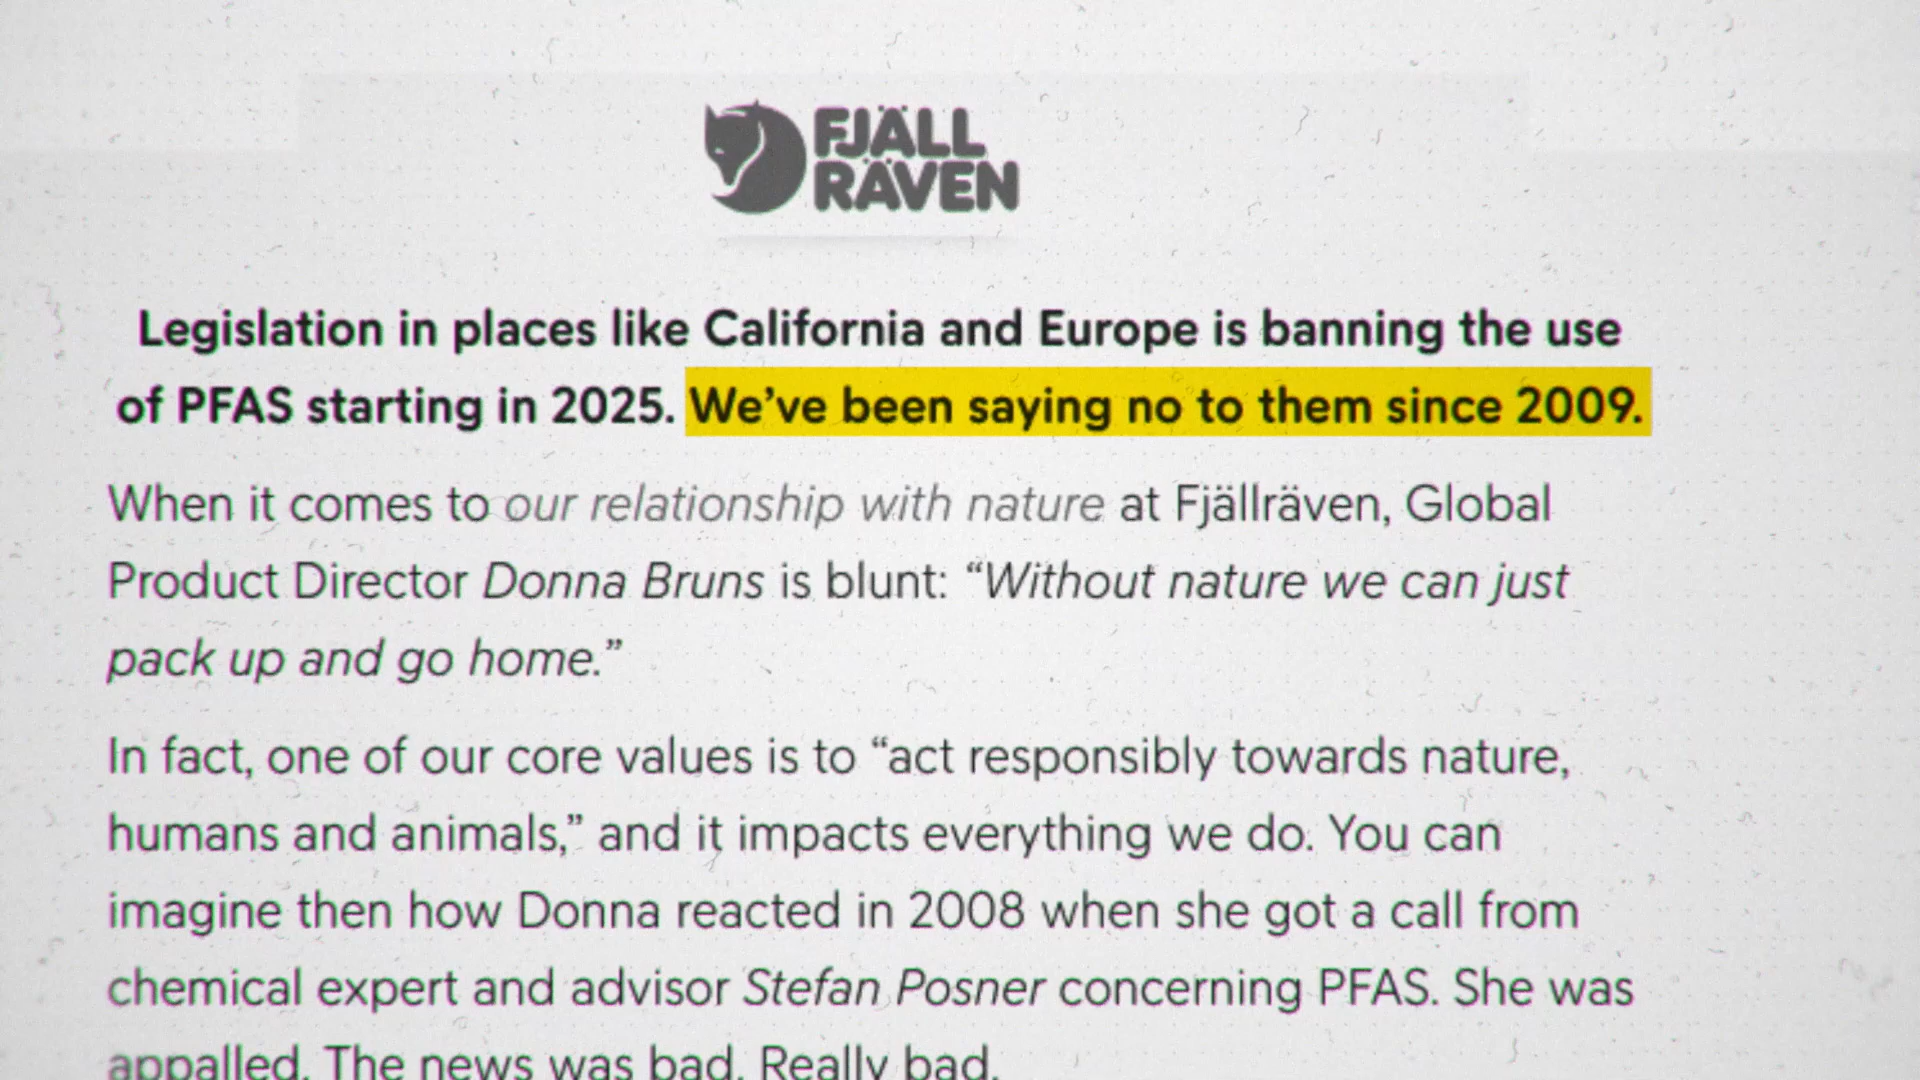 FJÄLL
RÄVEN
Legislation in places like California and Europe is banning the use
of PFAS starting in 2025. We’ve been saying no to them since 2009.
When it comes to our relationship with nature at Fjällräven, Global
Product Director Donna Bruns is blunt: “Without nature we can just
pack up and go home.”
In fact, one of our core values is to “act responsibly towards nature,
humans and animals,” and it impacts everything we do. You can
imagine then how Donna reacted in 2008 when she got a call from
chemical expert and advisor Stefan Posner concerning PFAS. She was
appalled. The news was bad. Really bad.